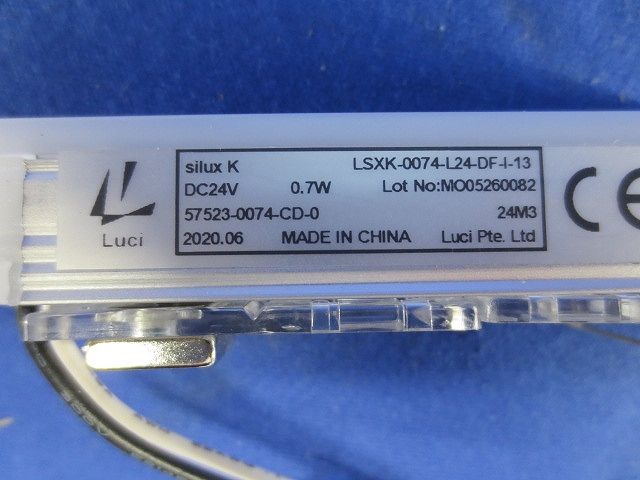 silux K LSXK-0074-L24-DF-I-13
DC24V 0.7W Lot No:MO05260082
57523-0074-CD-0 24M3
2020.06 MADE IN CHINA Luci Pte. Ltd
Luci
CE